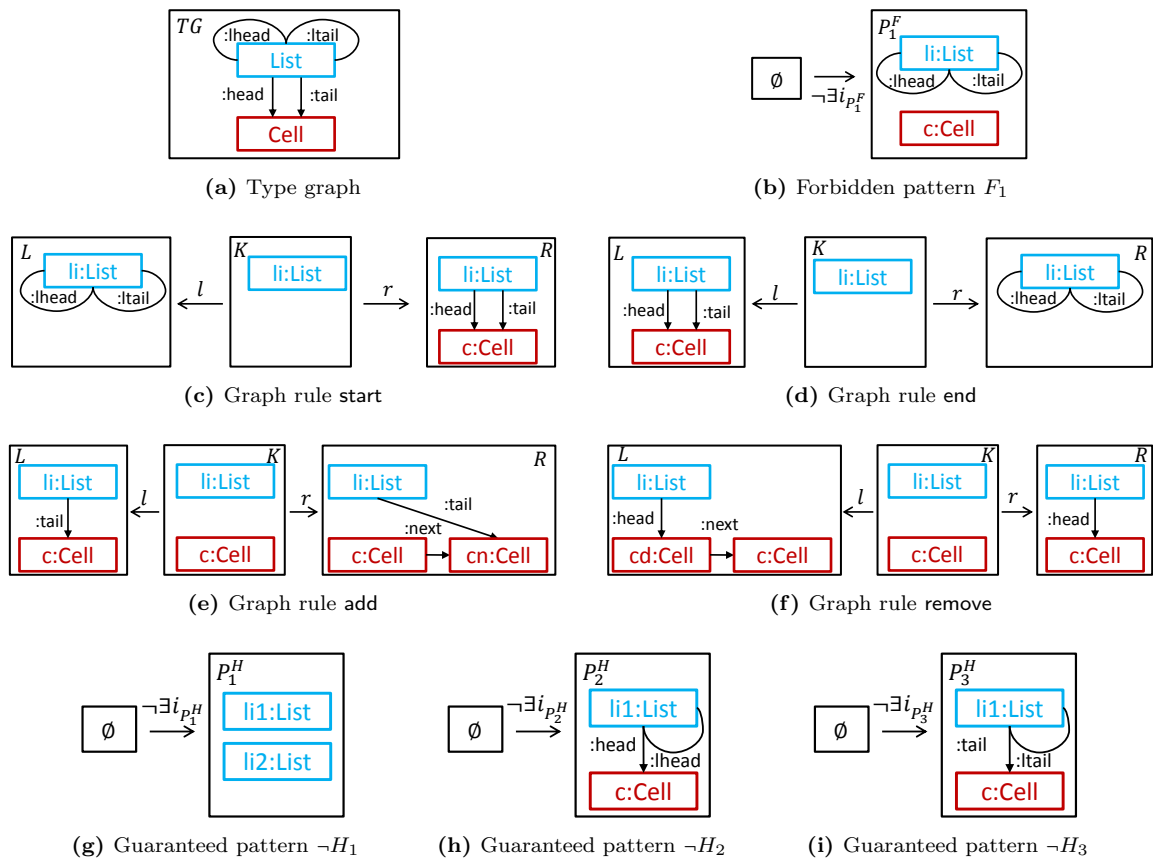 TG
:lhead :ltail
List
:head :tail
Cell
(a) Type graph
∅
¬∃i_{P_1^F}
P_1^F
li:List
:lhead :ltail
c:Cell
(b) Forbidden pattern F_1
L
li:List
:lhead :ltail
l
K
li:List
r
R
li:List
:head :tail
c:Cell
(c) Graph rule start
L
li:List
:head :tail
c:Cell
l
K
li:List
r
R
li:List
:lhead :ltail
(d) Graph rule end
L
li:List
:tail
c:Cell
l
K
li:List
c:Cell
r
R
li:List
:tail
:next
c:Cell cn:Cell
(e) Graph rule add
L
li:List
:head :next
cd:Cell c:Cell
l
K
li:List
c:Cell
r
R
li:List
:head
c:Cell
(f) Graph rule remove
∅
¬∃i_{P_1^H}
P_1^H
li1:List
li2:List
(g) Guaranteed pattern ¬H_1
∅
¬∃i_{P_2^H}
P_2^H
li1:List
:head
:lhead
c:Cell
(h) Guaranteed pattern ¬H_2
∅
¬∃i_{P_3^H}
P_3^H
li1:List
:tail
:ltail
c:Cell
(i) Guaranteed pattern ¬H_3